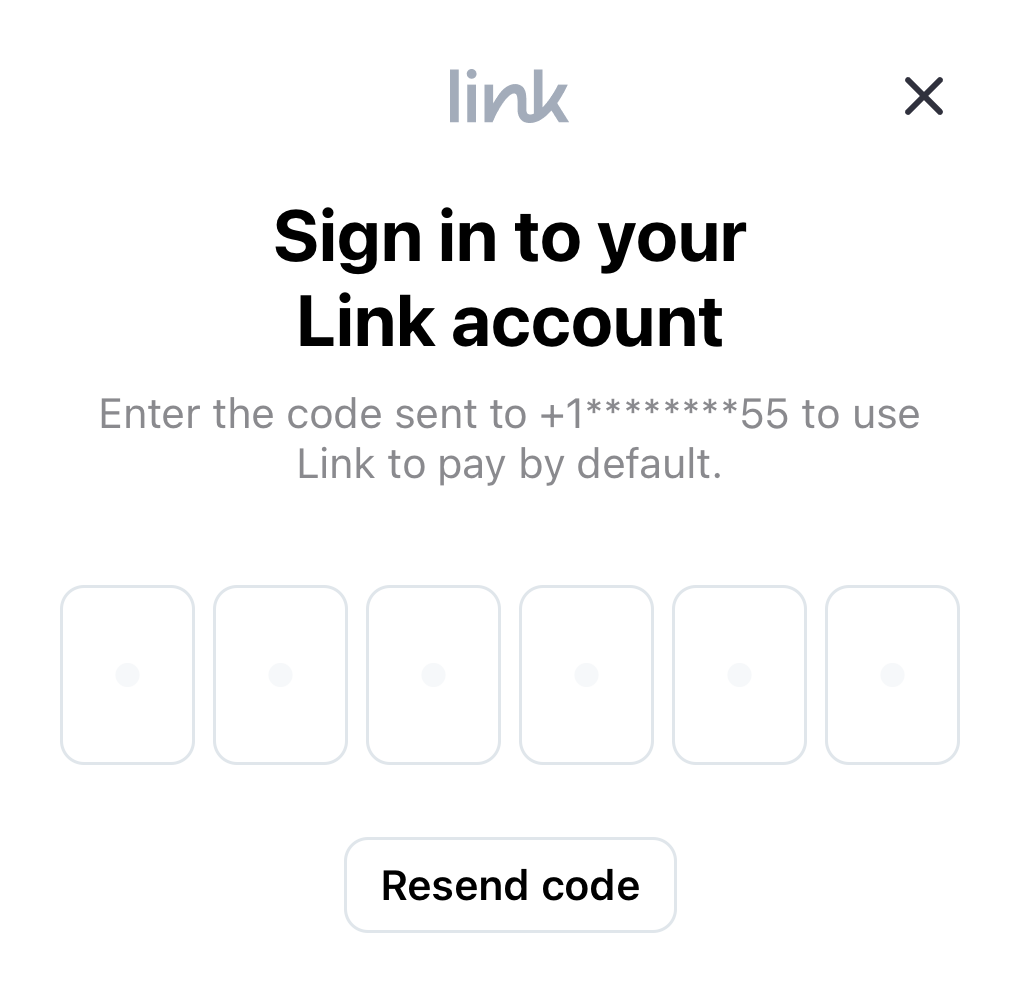 link
Sign in to your
Link account
Enter the code sent to +1********55 to use
Link to pay by default.
Resend code